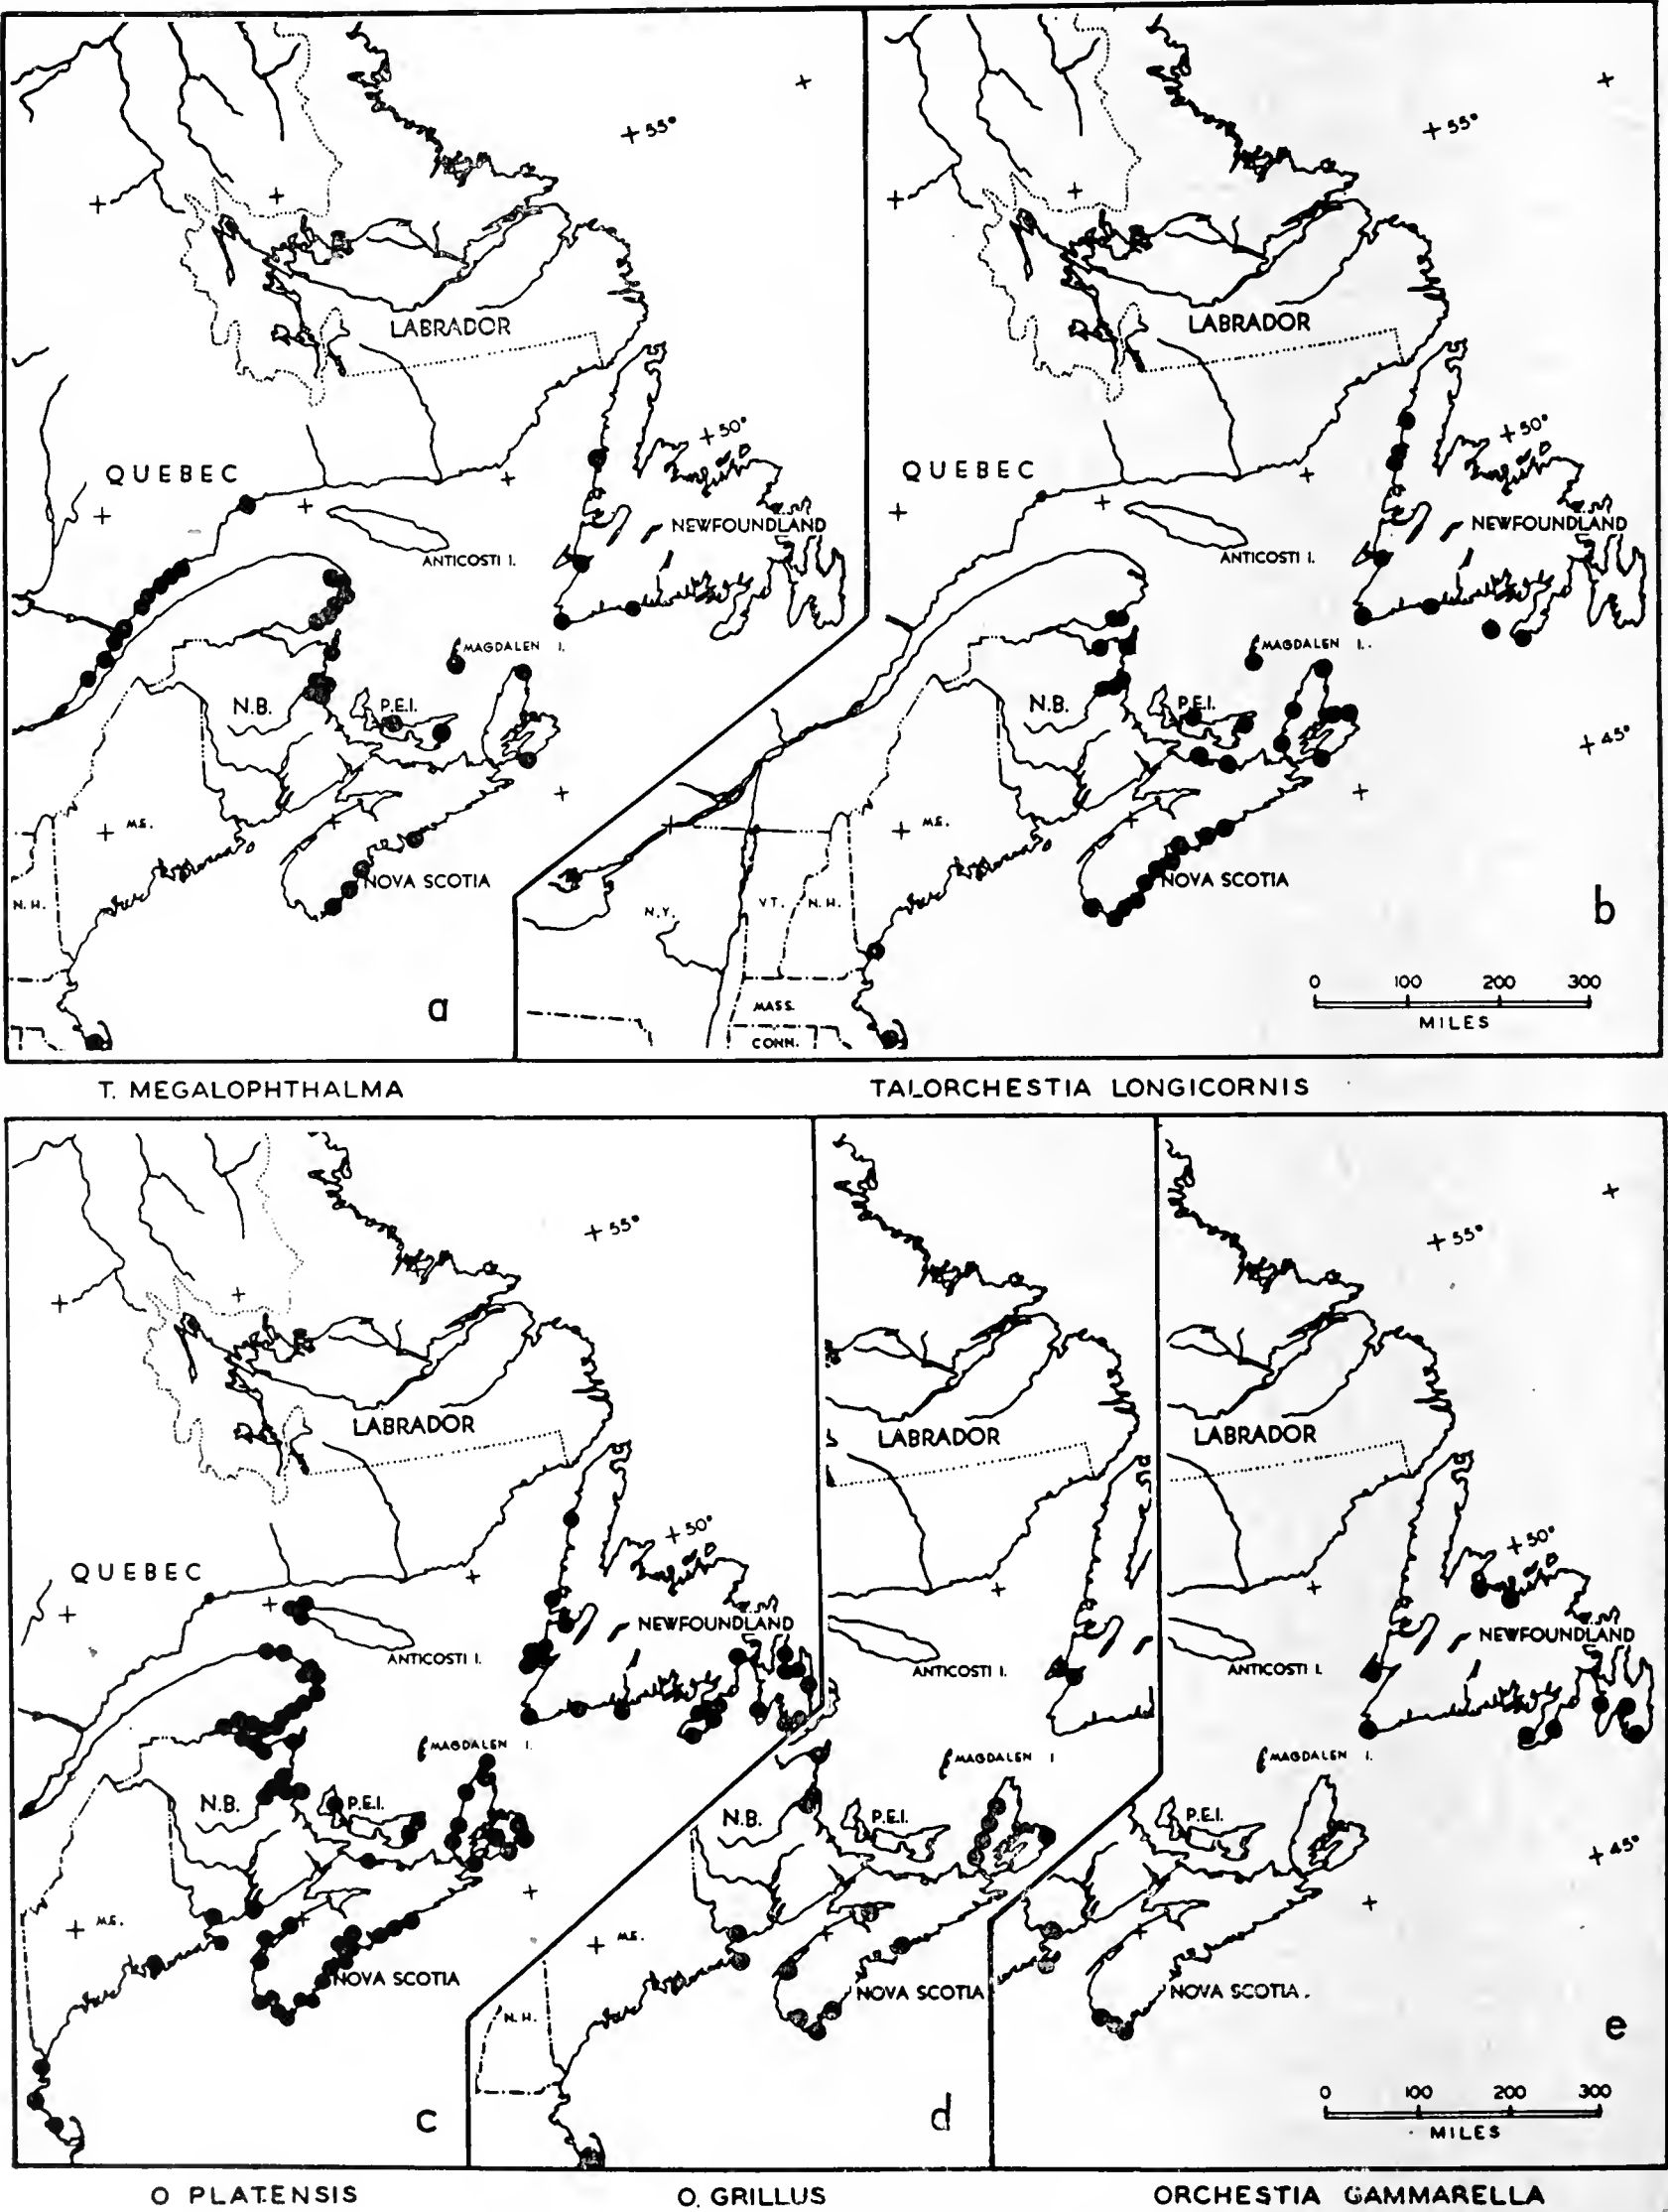 55°
55°
LABRADOR
LABRADOR
50°
50°
QUEBEC
QUEBEC
NEWFOUNDLAND
NEWFOUNDLAND
ANTICOSTI I.
ANTICOSTI I.
MAGDALEN I.
MAGDALEN I.
N.B.
P.E.I.
N.B.
P.E.I.
45°
ME.
ME.
NOVA SCOTIA
NOVA SCOTIA
N.H.
N.Y.
VT.
N.H.
a
b
0 100 200 300
MILES
MASS.
CONN.
T. MEGALOPHTHALMA
TALORCHESTIA LONGICORNIS
55°
55°
LABRADOR
LABRADOR
LABRADOR
50°
50°
QUEBEC
NEWFOUNDLAND
NEWFOUNDLAND
ANTICOSTI I.
ANTICOSTI I.
ANTICOSTI I.
MAGDALEN I.
MAGDALEN I
MAGDALEN I.
N.B.
P.E.I.
N.B.
P.E.I.
P.E.I.
45°
ME.
ME.
NOVA SCOTIA
NOVA SCOTIA
NOVA SCOTIA.
N.H.
c
d
e
0 100 200 300
MILES
O PLATENSIS
O. GRILLUS
ORCHESTIA GAMMARELLA